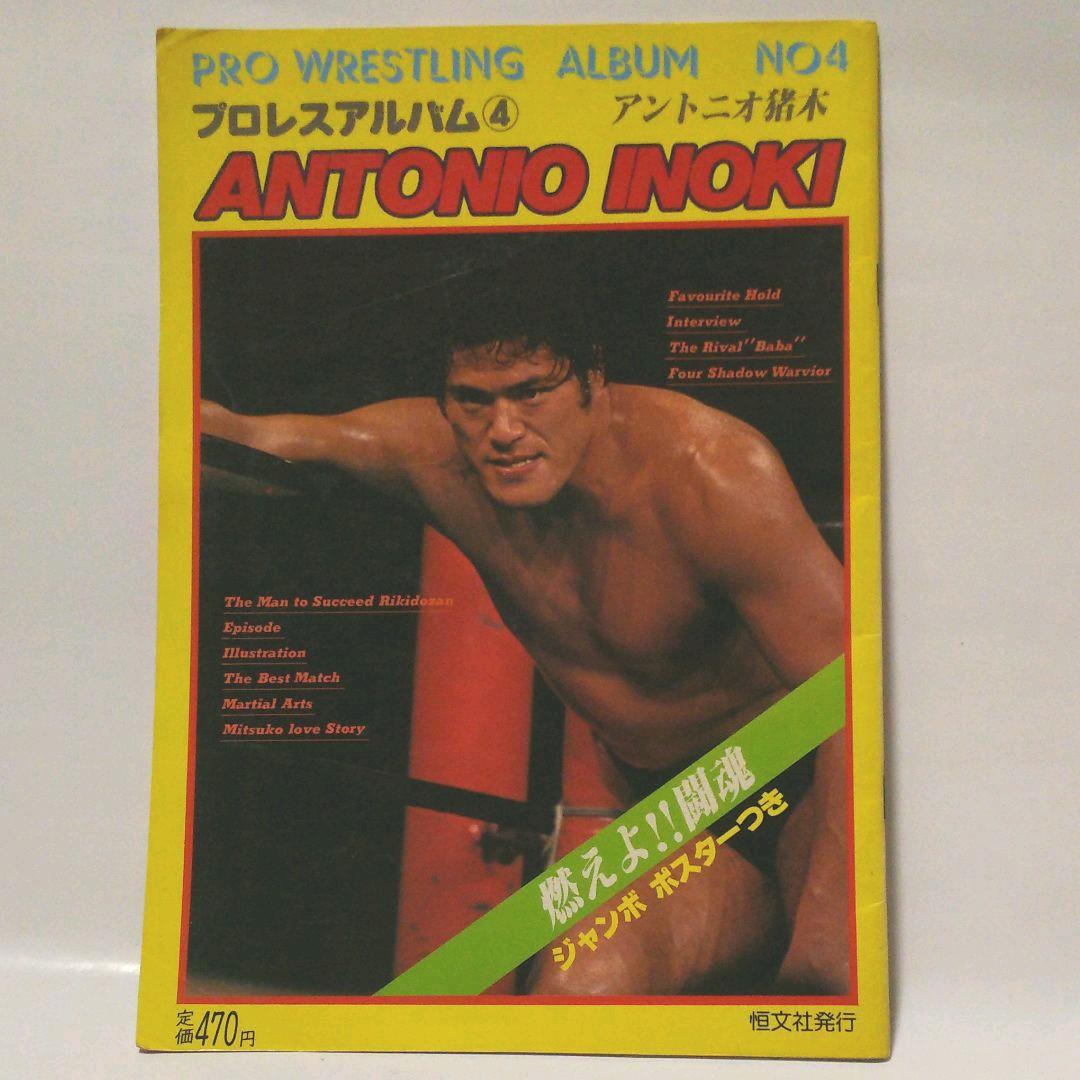 PRO WRESTLING ALBUM NO4
プロレスアルバム④ アントニオ猪木
ANTONIO INOKI
Favourite Hold
Interview
The Rival"Baba"
Four Shadow Warvior
The Man to Succeed Rikidozan
Episode
Illustration
The Best Match
Martial Arts
Mitsuko love Story
燃えよ!!闘魂
ジャンボ ポスターつき
定価470円
恒文社発行